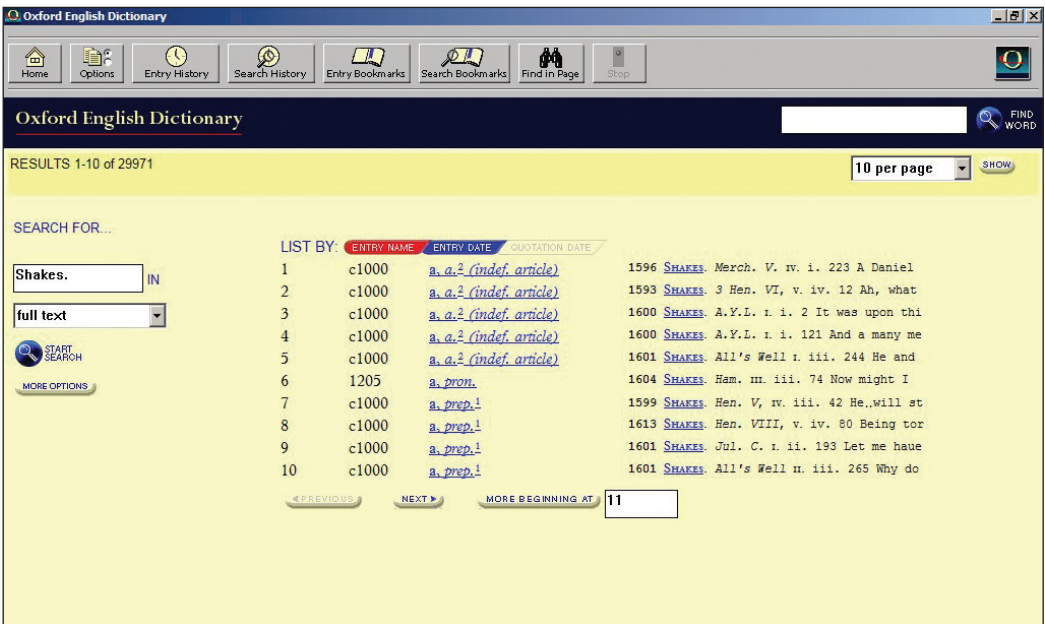 Oxford English Dictionary
Home Options Entry History Search History Entry Bookmarks Search Bookmarks Find in Page Stop
Oxford English Dictionary
FIND WORD
RESULTS 1-10 of 29971
10 per page SHOW
SEARCH FOR...
LIST BY: ENTRY NAME ENTRY DATE QUOTATION DATE
Shakes. IN
full text
START SEARCH
MORE OPTIONS
1 c1000 a, a.² (indef. article) 1596 SHAKES. Merch. V. IV. i. 223 A Daniel
2 c1000 a, a.² (indef. article) 1593 SHAKES. 3 Hen. VI, v. iv. 12 Ah, what
3 c1000 a, a.² (indef. article) 1600 SHAKES. A.Y.L. I. i. 2 It was upon thi
4 c1000 a, a.² (indef. article) 1600 SHAKES. A.Y.L. I. i. 121 And a many me
5 c1000 a, a.² (indef. article) 1601 SHAKES. All's Well I. iii. 244 He and
6 1205 a, pron. 1604 SHAKES. Ham. III. iii. 74 Now might I
7 c1000 a, prep.¹ 1599 SHAKES. Hen. V, IV. iii. 42 He..will st
8 c1000 a, prep.¹ 1613 SHAKES. Hen. VIII, v. iv. 80 Being tor
9 c1000 a, prep.¹ 1601 SHAKES. Jul. C. I. ii. 193 Let me haue
10 c1000 a, prep.¹ 1601 SHAKES. All's Well II. iii. 265 Why do
PREVIOUS NEXT MORE BEGINNING AT 11